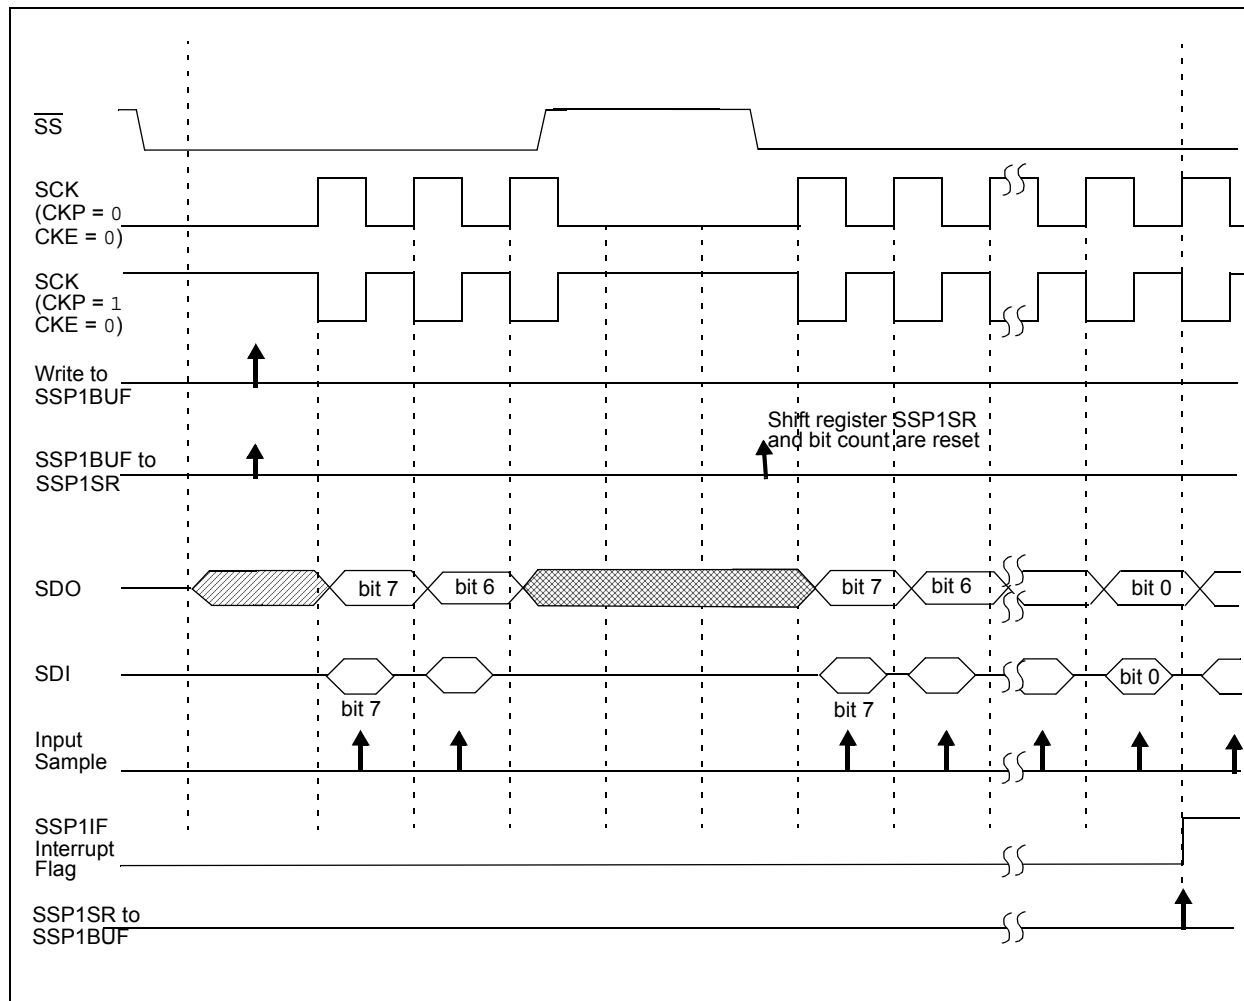 SS
SCK
(CKP = 0
CKE = 0)
SCK
(CKP = 1
CKE = 0)
Write to
SSP1BUF
Shift register SSP1SR
and bit count are reset
SSP1BUF to
SSP1SR
SDO
bit 7
bit 6
bit 7
bit 6
bit 0
SDI
bit 0
bit 7
bit 7
Input
Sample
SSP1IF
Interrupt
Flag
SSP1SR to
SSP1BUF